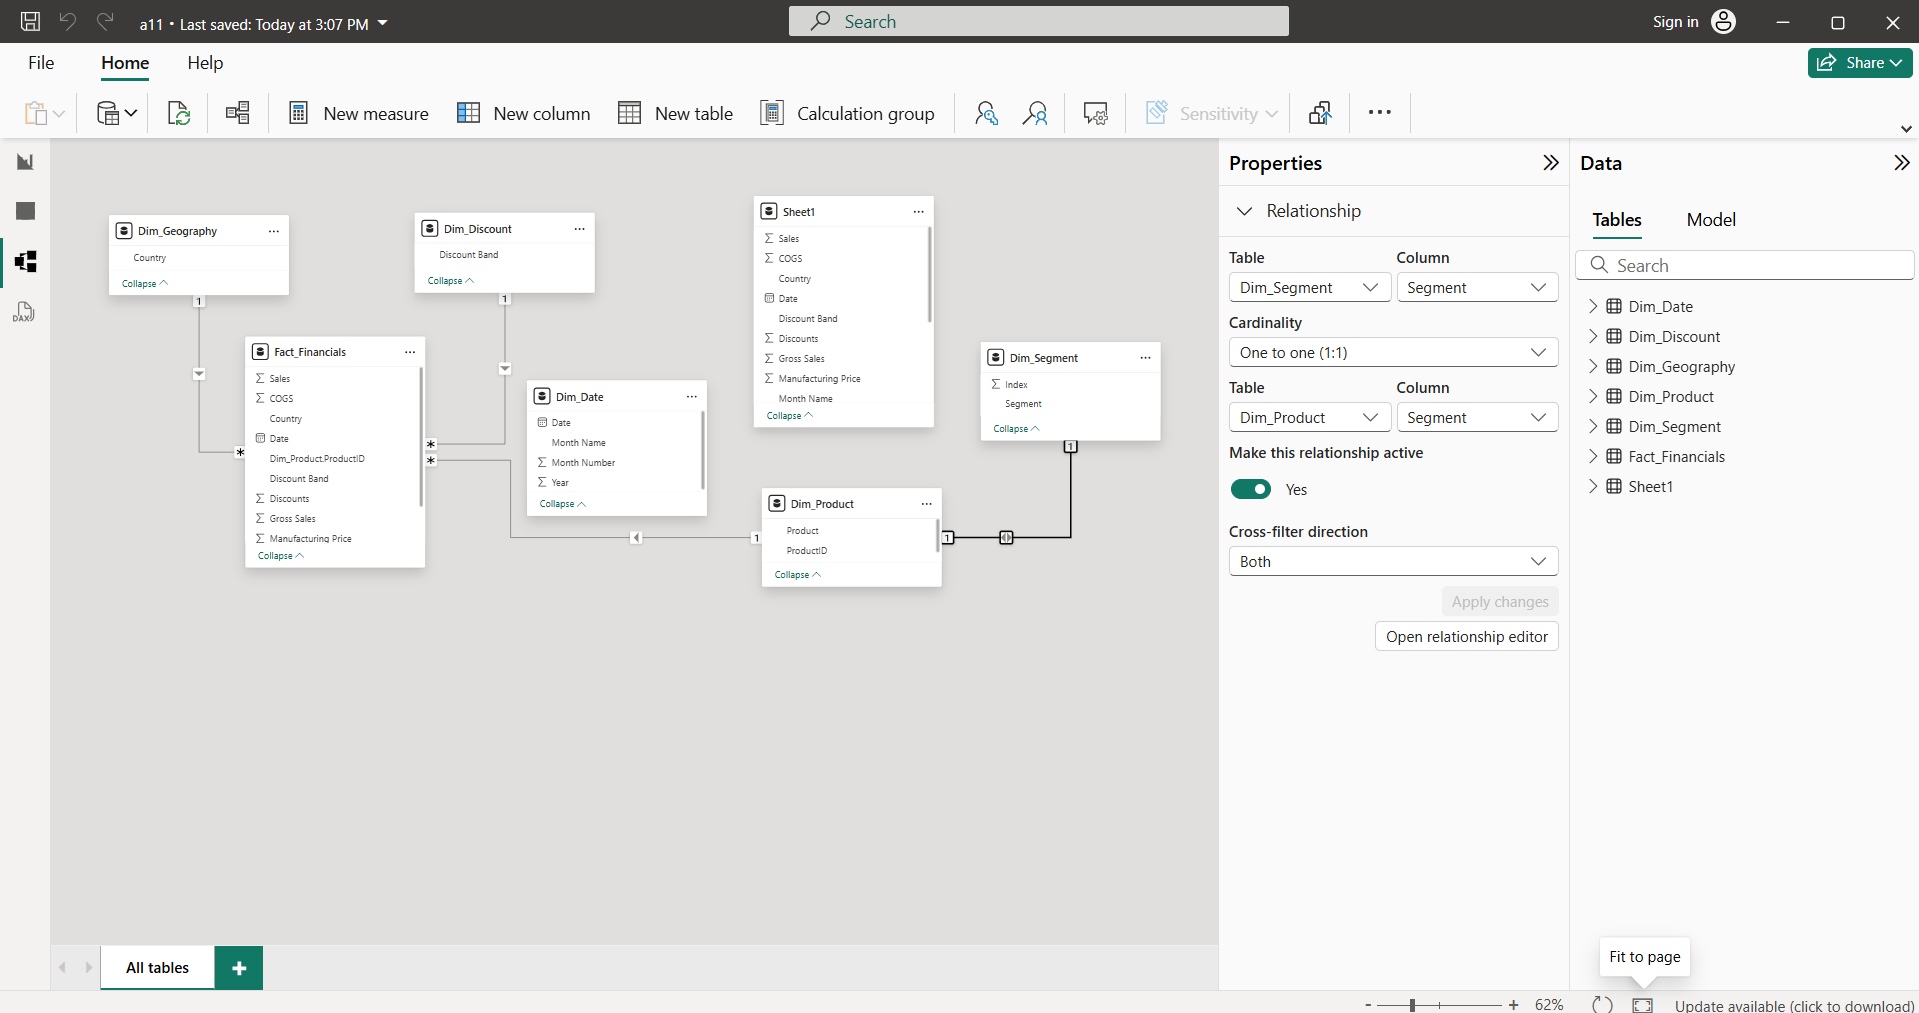 a11 • Last saved: Today at 3:07 PM
Search
Sign in
File
Home
Help
Share
New measure
New column
New table
Calculation group
Sensitivity
DAX
Dim_Geography
Country
Collapse
1
Dim_Discount
Discount Band
Collapse
1
Sheet1
Sales
COGS
Country
Date
Discount Band
Discounts
Gross Sales
Manufacturing Price
Month Name
Collapse
Fact_Financials
Sales
COGS
Country
Date
Dim_Product.ProductID
Discount Band
Discounts
Gross Sales
Manufacturing Price
Collapse
*
*
*
Dim_Date
Date
Month Name
Month Number
Year
Collapse
Dim_Segment
Index
Segment
Collapse
1
Dim_Product
Product
ProductID
Collapse
1
1
All tables
Properties
Relationship
Table
Column
Dim_Segment
Segment
Cardinality
One to one (1:1)
Table
Column
Dim_Product
Segment
Make this relationship active
Yes
Cross-filter direction
Both
Apply changes
Open relationship editor
Data
Tables
Model
Search
Dim_Date
Dim_Discount
Dim_Geography
Dim_Product
Dim_Segment
Fact_Financials
Sheet1
Fit to page
- + 62%
Update available (click to download)